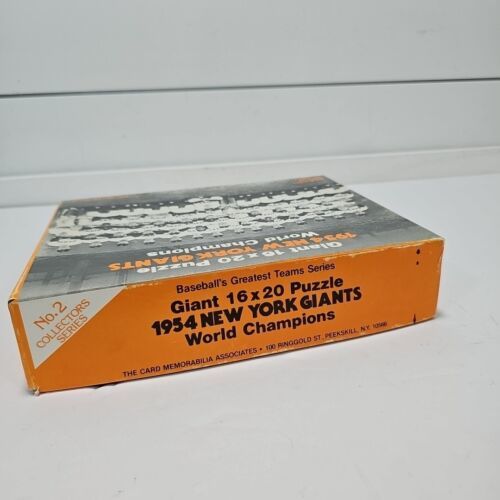 Giant 16 x 20 Puzzle
1954 NEW YORK GIANTS
World Champions
No. 2
COLLECTORS
SERIES
Baseball's Greatest Teams Series
Giant 16 x 20 Puzzle
1954 NEW YORK GIANTS
World Champions
THE CARD MEMORABILIA ASSOCIATES • 100 RINGGOLD ST. PEEKSKILL, N.Y. 10566